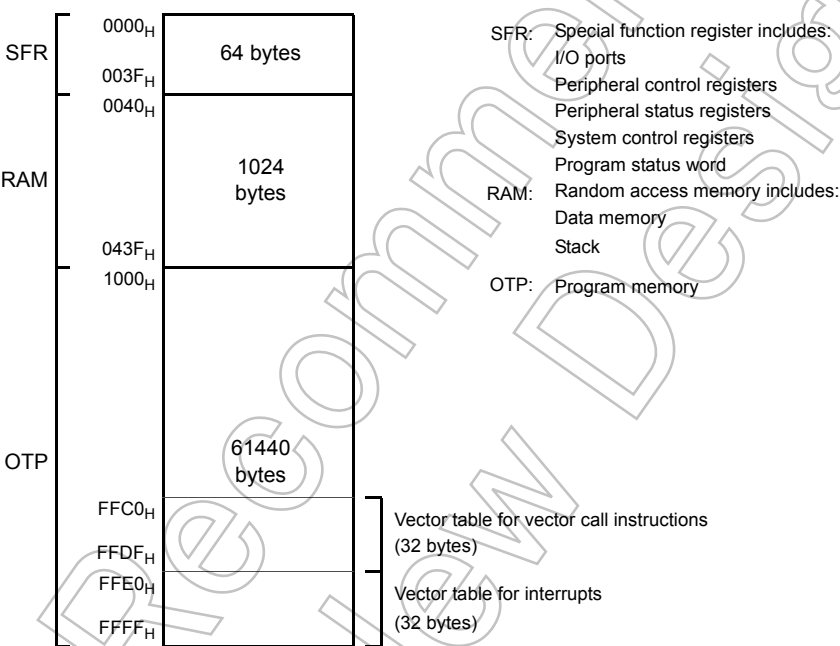 SFR
0000H
64 bytes
003FH
RAM
0040H
1024
bytes
043FH
OTP
1000H
61440
bytes
FFC0H
FFDFH
Vector table for vector call instructions
(32 bytes)
FFE0H
FFFFH
Vector table for interrupts
(32 bytes)
SFR: Special function register includes:
I/O ports
Peripheral control registers
Peripheral status registers
System control registers
Program status word
RAM: Random access memory includes:
Data memory
Stack
OTP: Program memory